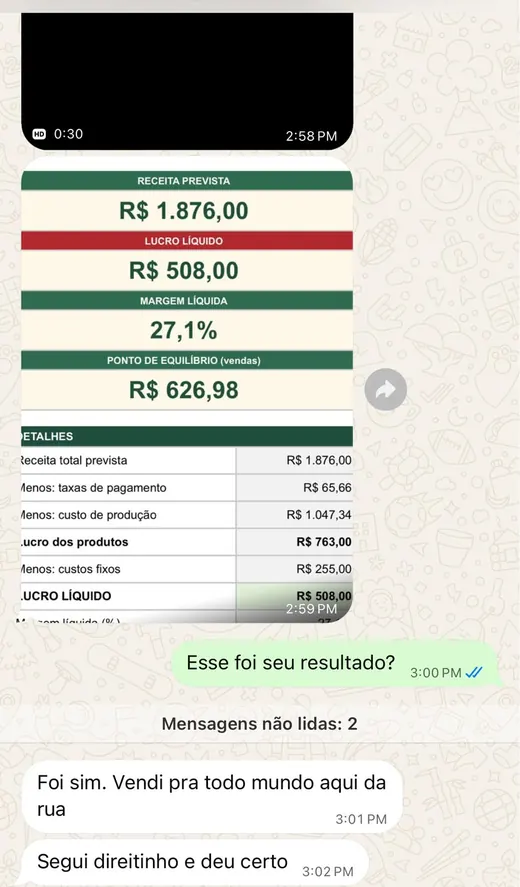 HD 0:30 2:58 PM
RECEITA PREVISTA
R$ 1.876,00
LUCRO LÍQUIDO
R$ 508,00
MARGEM LÍQUIDA
27,1%
PONTO DE EQUILÍBRIO (vendas)
R$ 626,98
DETALHES
Receita total prevista R$ 1.876,00
Menos: taxas de pagamento R$ 65,66
Menos: custo de produção R$ 1.047,34
Lucro dos produtos R$ 763,00
Menos: custos fixos R$ 255,00
LUCRO LÍQUIDO R$ 508,00
2:59 PM
Esse foi seu resultado? 3:00 PM
Mensagens não lidas: 2
Foi sim. Vendi pra todo mundo aqui da
rua 3:01 PM
Segui direitinho e deu certo 3:02 PM